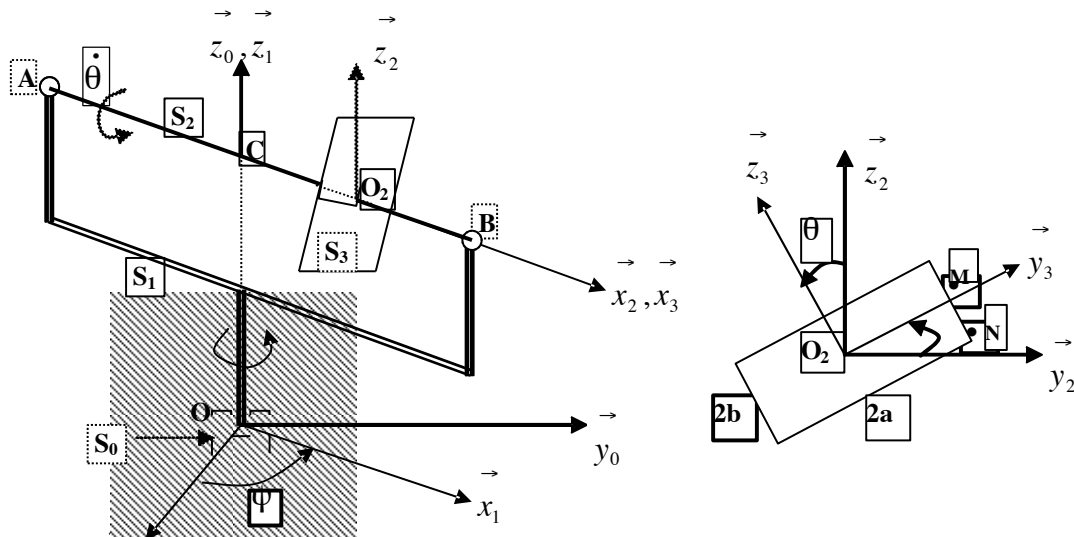 z₀ , z₁
z₂
A
θ̇
S₂
C
O₂
B
S₃
S₁
x₂ , x₃
O
S₀
y₀
ψ
x₁
z₃
z₂
θ
M
y₃
N
O₂
y₂
2b
2a